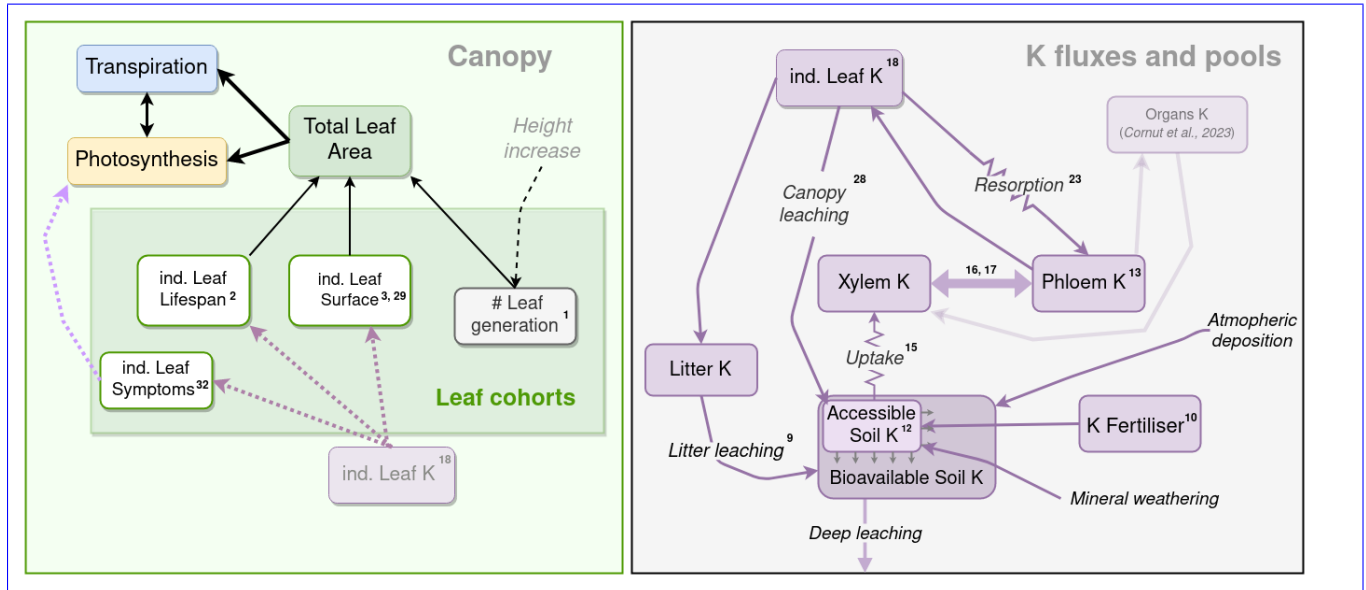 Canopy
Transpiration
Photosynthesis
Total Leaf
Area
Height
increase
ind. Leaf
Lifespan 2
ind. Leaf
Surface 3, 29
# Leaf
generation 1
ind. Leaf
Symptoms 32
Leaf cohorts
ind. Leaf K 18
K fluxes and pools
ind. Leaf K 18
Organs K
(Cornut et al., 2023)
Canopy 28
leaching
Resorption 23
Xylem K
16, 17
Phloem K 13
Atmopheric
deposition
Uptake 15
Litter K
Accessible
Soil K 12
K Fertiliser 10
Litter leaching 9
Bioavailable Soil K
Mineral weathering
Deep leaching